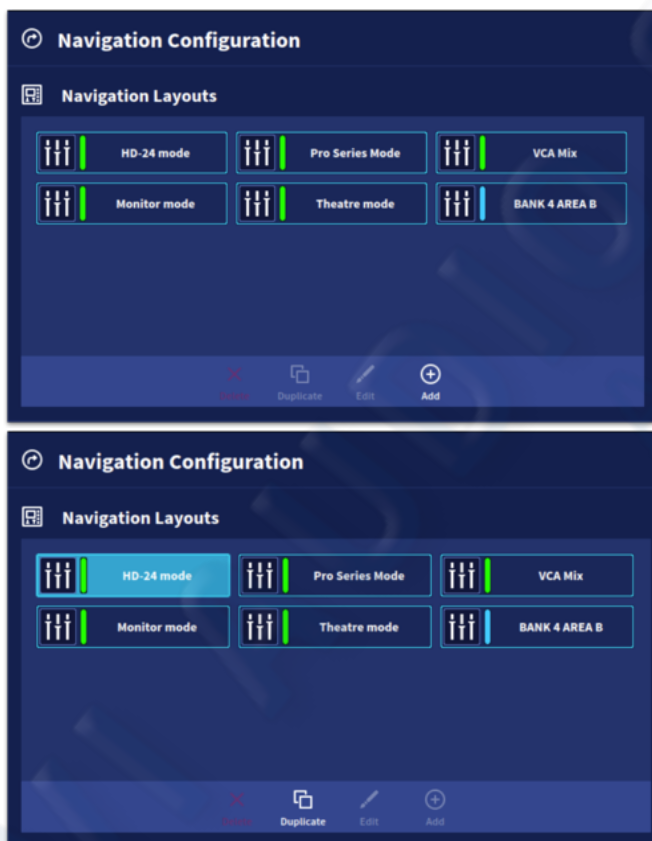 Navigation Configuration
Navigation Layouts
HD-24 mode Pro Series Mode VCA Mix
Monitor mode Theatre mode BANK 4 AREA B
Delete Duplicate Edit Add
Navigation Configuration
Navigation Layouts
HD-24 mode Pro Series Mode VCA Mix
Monitor mode Theatre mode BANK 4 AREA B
Delete Duplicate Edit Add